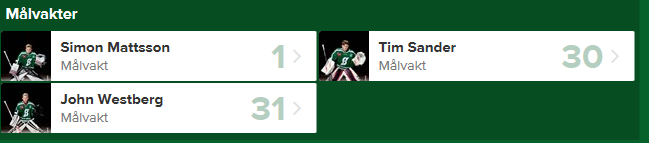 Målvakter
Simon Mattsson
Målvakt
1
Tim Sander
Målvakt
30
John Westberg
Målvakt
31